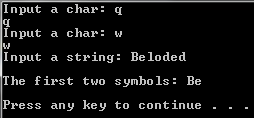 Input a char: q
q
Input a char: w
w
Input a string: Beloded
The first two symbols: Be
Press any key to continue . . .